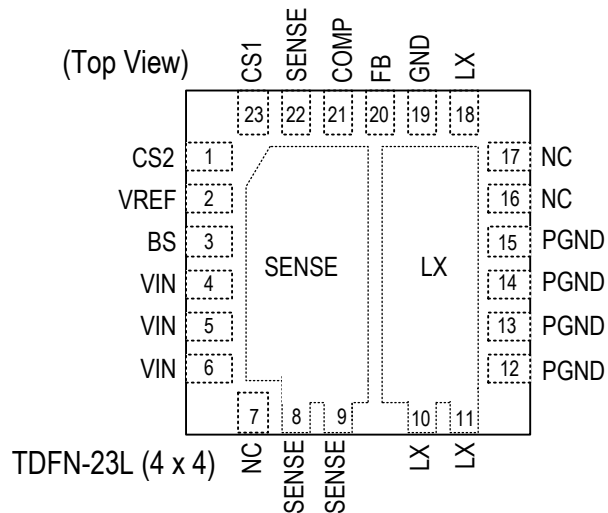 (Top View)
CS1
SENSE
COMP
FB
GND
LX
23
22
21
20
19
18
CS2
1
17
NC
VREF
2
16
NC
BS
3
15
PGND
VIN
4
SENSE
LX
14
PGND
VIN
5
13
PGND
VIN
6
12
PGND
7
8
9
10
11
TDFN-23L (4 x 4)
NC
SENSE
SENSE
LX
LX